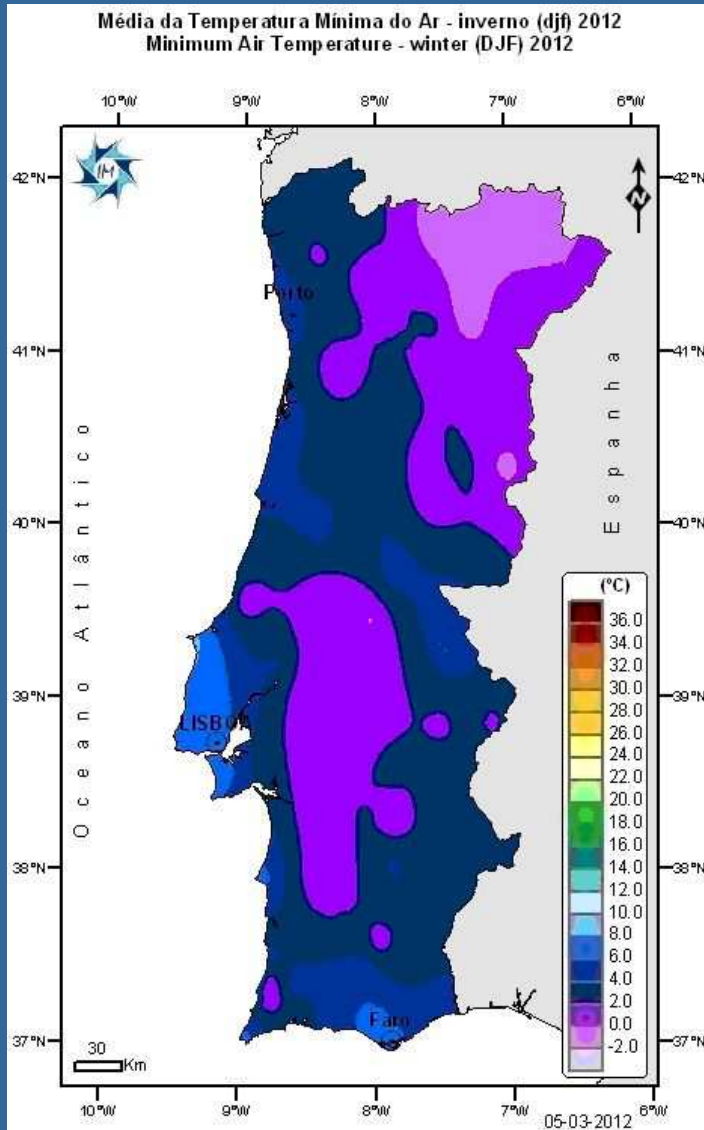 Média da Temperatura Mínima do Ar - inverno (djf) 2012
Minimum Air Temperature - winter (DJF) 2012
10°W 9°W 8°W 7°W 6°W
IM
N
42°N 42°N
Porto
41°N 41°N
Espanha
Oceano Atlântico
40°N 40°N
(°C)
36.0
34.0
32.0
30.0
28.0
26.0
24.0
22.0
20.0
18.0
16.0
14.0
12.0
10.0
8.0
6.0
4.0
2.0
0.0
-2.0
39°N 39°N
LISBOA
38°N 38°N
Faro
37°N 37°N
30
Km
10°W 9°W 8°W 7°W 6°W
05-03-2012